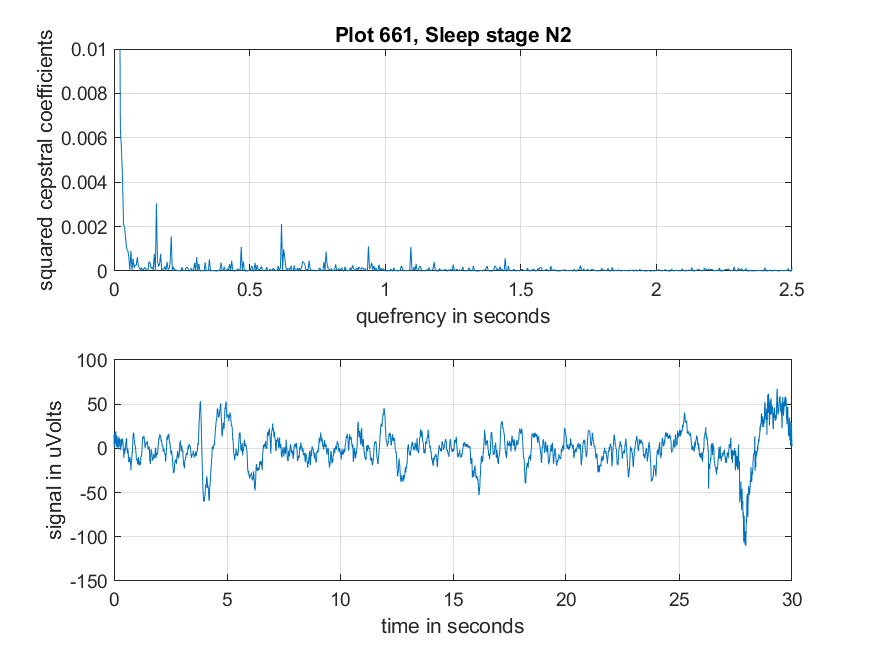 Plot 661, Sleep stage N2
squared cepstral coefficients
0.01
0.008
0.006
0.004
0.002
0
0 0.5 1 1.5 2 2.5
quefrency in seconds
signal in uVolts
100
50
0
-50
-100
-150
0 5 10 15 20 25 30
time in seconds